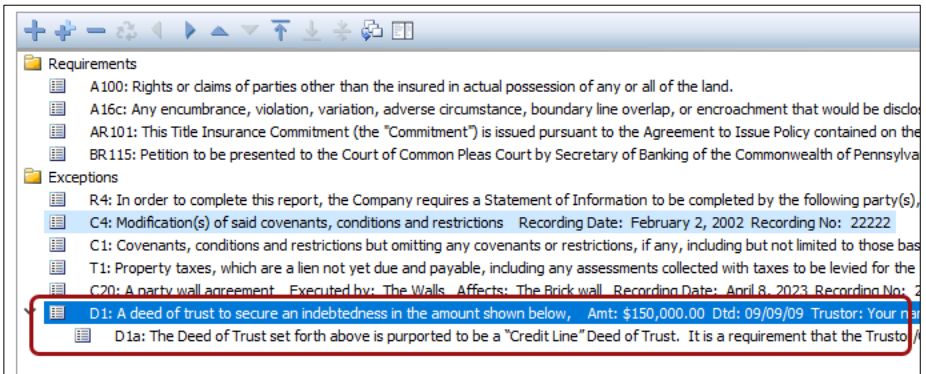 Requirements
A100: Rights or claims of parties other than the insured in actual possession of any or all of the land.
A16c: Any encumbrance, violation, variation, adverse circumstance, boundary line overlap, or encroachment that would be
AR101: This Title Insurance Commitment (the "Commitment") is issued pursuant to the Agreement to Issue Policy contained on the
BR115: Petition to be presented to the Court of Common Pleas Court by Secretary of Banking of the Commonwealth of
Exceptions
R4: In order to complete this report, the Company requires a Statement of Information to be completed by the following party(s),
C4: Modification(s) of said covenants, conditions and restrictions Recording Date: February 2, 2002 Recording No: 22222
C1: Covenants, conditions and restrictions but omitting any covenants or restrictions, if any, including but not limited to those
T1: Property taxes, which are a lien not yet due and payable, including any assessments collected with taxes to be levied for the
C20: A party wall agreement Executed by: The Walls Affects: The Brick wall Recording Date: April 8, 2023 Recording No:
D1: A deed of trust to secure an indebtedness in the amount shown below, Amt: $150,000.00 Dtd: 09/09/09 Trustor: Your
D1a: The Deed of Trust set forth above is purported to be a “Credit Line” Deed of Trust. It is a requirement that the